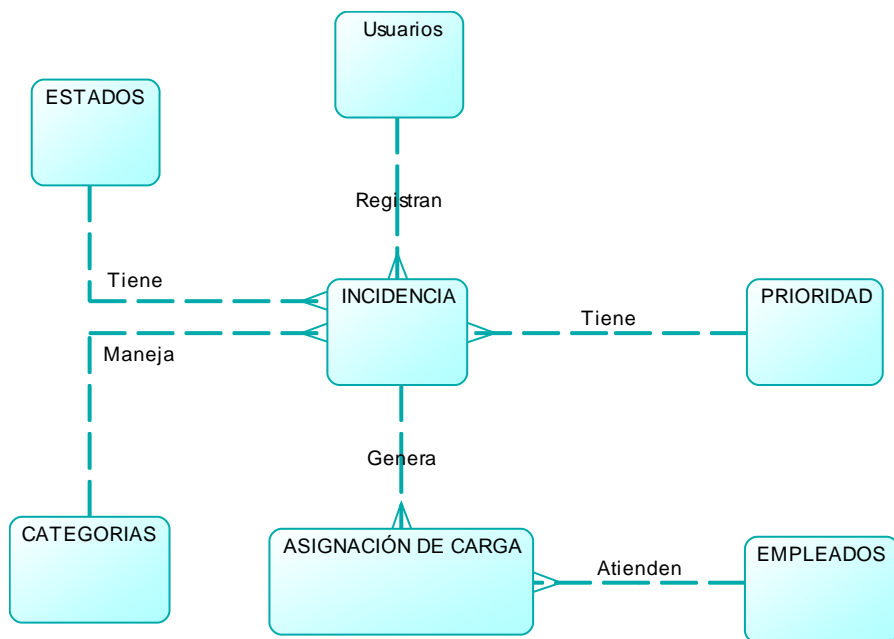 Usuarios
ESTADOS
Registran
Tiene
INCIDENCIA
PRIORIDAD
Tiene
Maneja
Genera
CATEGORIAS
ASIGNACIÓN DE CARGA
EMPLEADOS
Atienden